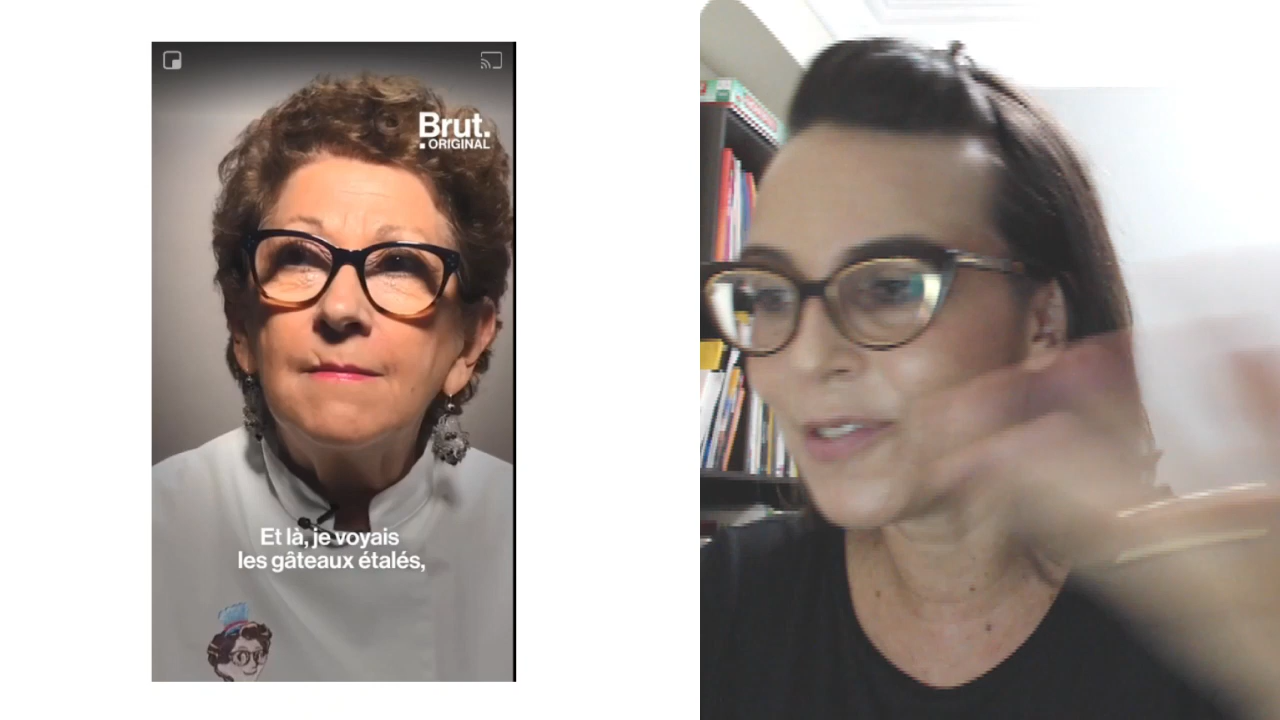 Brut.
ORIGINAL
Et là, je voyais
les gâteaux étalés,